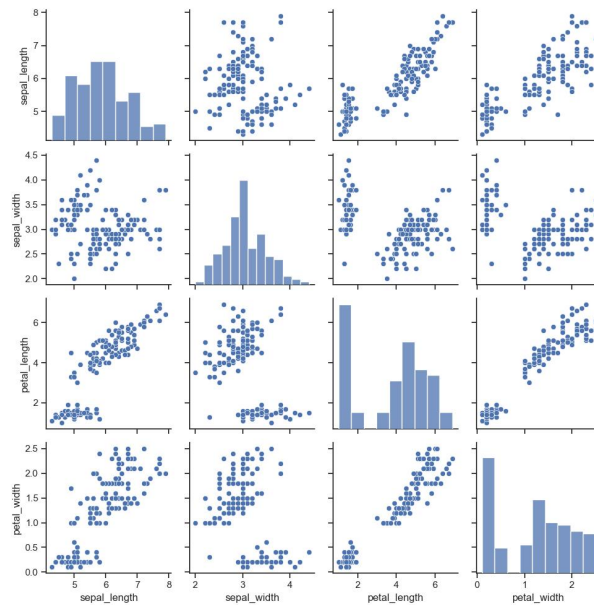 sepal_length
8
7
6
5
sepal_width
4.5
4.0
3.5
3.0
2.5
2.0
petal_length
6
4
2
petal_width
2.5
2.0
1.5
1.0
0.5
0.0
5 6 7 8
2 3 4
2 4 6
0 1 2
sepal_length sepal_width petal_length petal_width